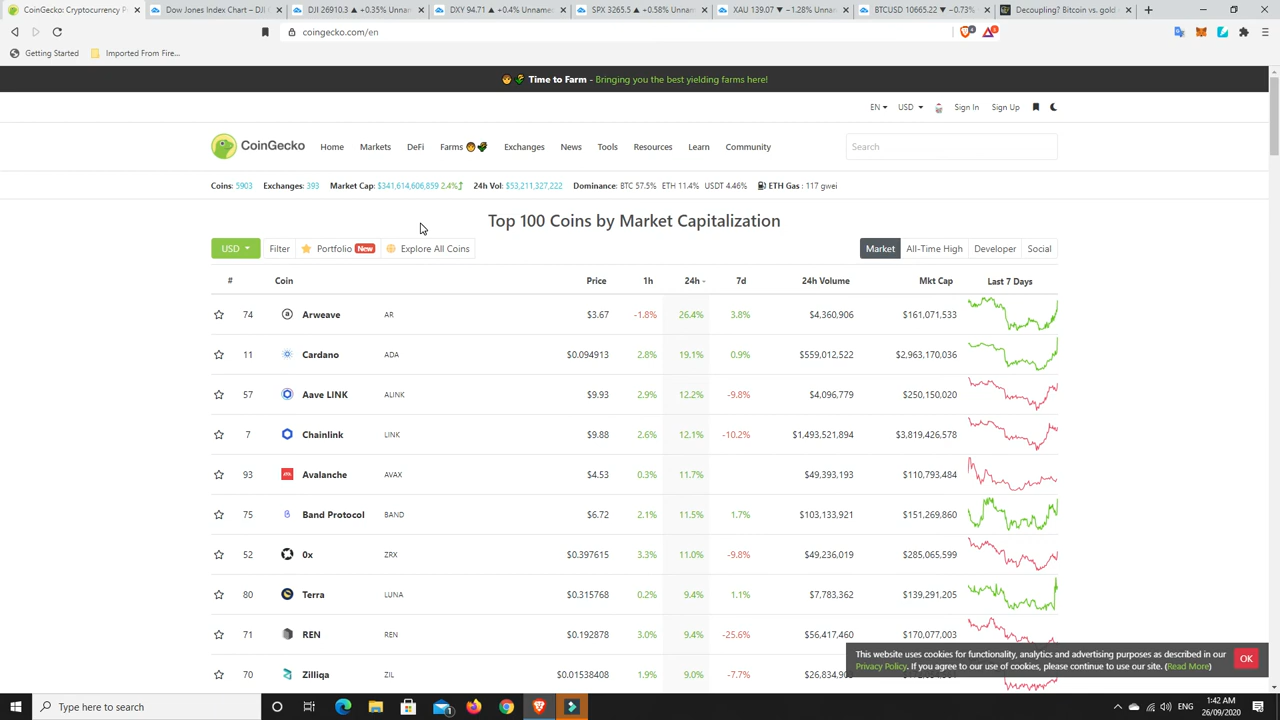 CoinGecko: Cryptocurrency P
Dow Jones Index Chart – DJI
DJI 26910.3 ▲ +0.35% Unnam
DXY 94.71 ▲ +0.4% Unname
SPX 3265.5 ▲ +0.58% Unnam
XAU 139.07 ▼ −1.28% Unna
BTCUSD 10665.22 ▼ −0.73%
Decoupling? Bitcoin vs. gold
coingecko.com/en
Getting Started
Imported From Fire...
Time to Farm - Bringing you the best yielding farms here!
EN USD Sign In Sign Up
CoinGecko Home Markets DeFi Farms Exchanges News Tools Resources Learn Community Search
Coins: 5903 Exchanges: 393 Market Cap: $341,614,606,859 2.4% 24h Vol: $53,211,327,222 Dominance: BTC 57.5% ETH 11.4% USDT 4.46% ETH Gas : 117 gwei
Top 100 Coins by Market Capitalization
USD Filter Portfolio New Explore All Coins Market All-Time High Developer Social
# Coin Price 1h 24h 7d 24h Volume Mkt Cap Last 7 Days
74 Arweave AR $3.67 -1.8% 26.4% 3.8% $4,360,906 $161,071,533
11 Cardano ADA $0.094913 2.8% 19.1% 0.9% $559,012,522 $2,963,170,036
57 Aave LINK ALINK $9.93 2.9% 12.2% -9.8% $4,096,779 $250,150,020
7 Chainlink LINK $9.88 2.6% 12.1% -10.2% $1,493,521,894 $3,819,426,578
93 Avalanche AVAX $4.53 0.3% 11.7% $49,393,193 $110,793,484
75 Band Protocol BAND $6.72 2.1% 11.5% 1.7% $103,133,921 $151,269,860
52 0x ZRX $0.397615 3.3% 11.0% -9.8% $49,236,019 $285,065,599
80 Terra LUNA $0.315768 0.2% 9.4% 1.1% $7,783,362 $139,291,205
71 REN REN $0.192878 3.0% 9.4% -25.6% $56,417,460 $170,077,003
70 Zilliqa ZIL $0.01538408 1.9% 9.0% -7.7%
This website uses cookies for functionality, analytics and advertising purposes as described in our
Privacy Policy. If you agree to our use of cookies, please continue to use our site. (Read More)
OK
Type here to search
ENG
1:42 AM
26/09/2020